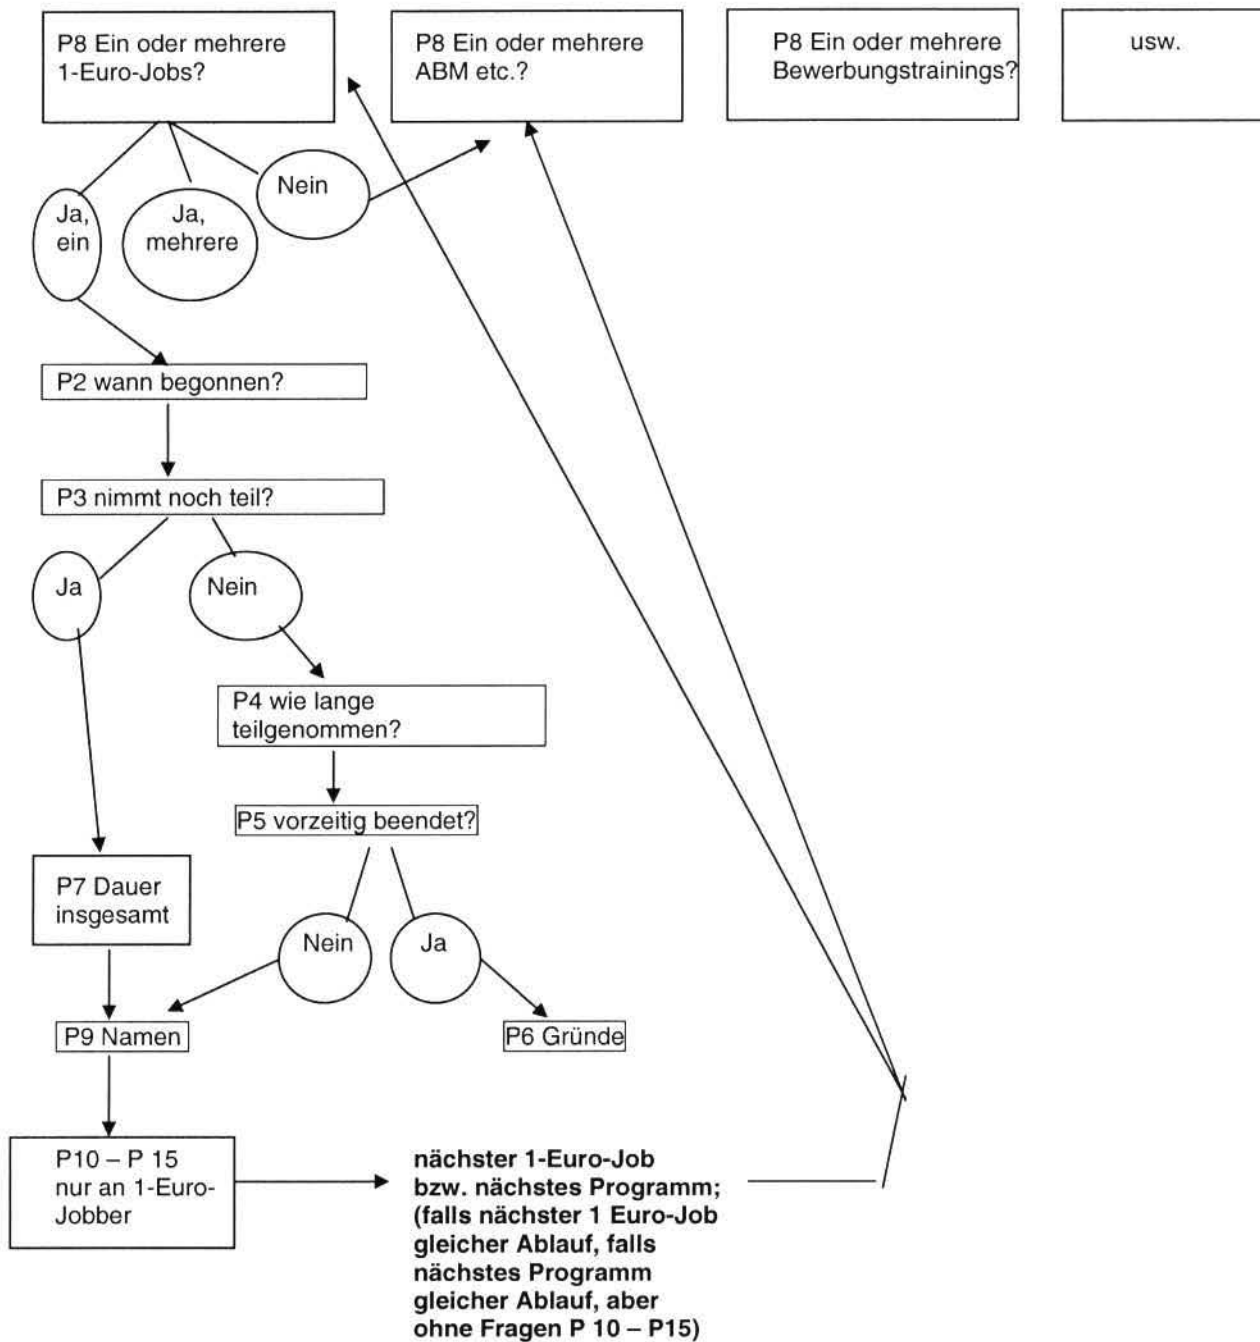 P8 Ein oder mehrere
1-Euro-Jobs?
P8 Ein oder mehrere
ABM etc.?
P8 Ein oder mehrere
Bewerbungstrainings?
usw.
Ja,
ein
Ja,
mehrere
Nein
P2 wann begonnen?
P3 nimmt noch teil?
Ja
Nein
P4 wie lange
teilgenommen?
P5 vorzeitig beendet?
P7 Dauer
insgesamt
Nein
Ja
P9 Namen
P6 Gründe
P10 – P 15
nur an 1-Euro-
Jobber
nächster 1-Euro-Job
bzw. nächstes Programm;
(falls nächster 1 Euro-Job
gleicher Ablauf, falls
nächstes Programm
gleicher Ablauf, aber
ohne Fragen P 10 – P15)